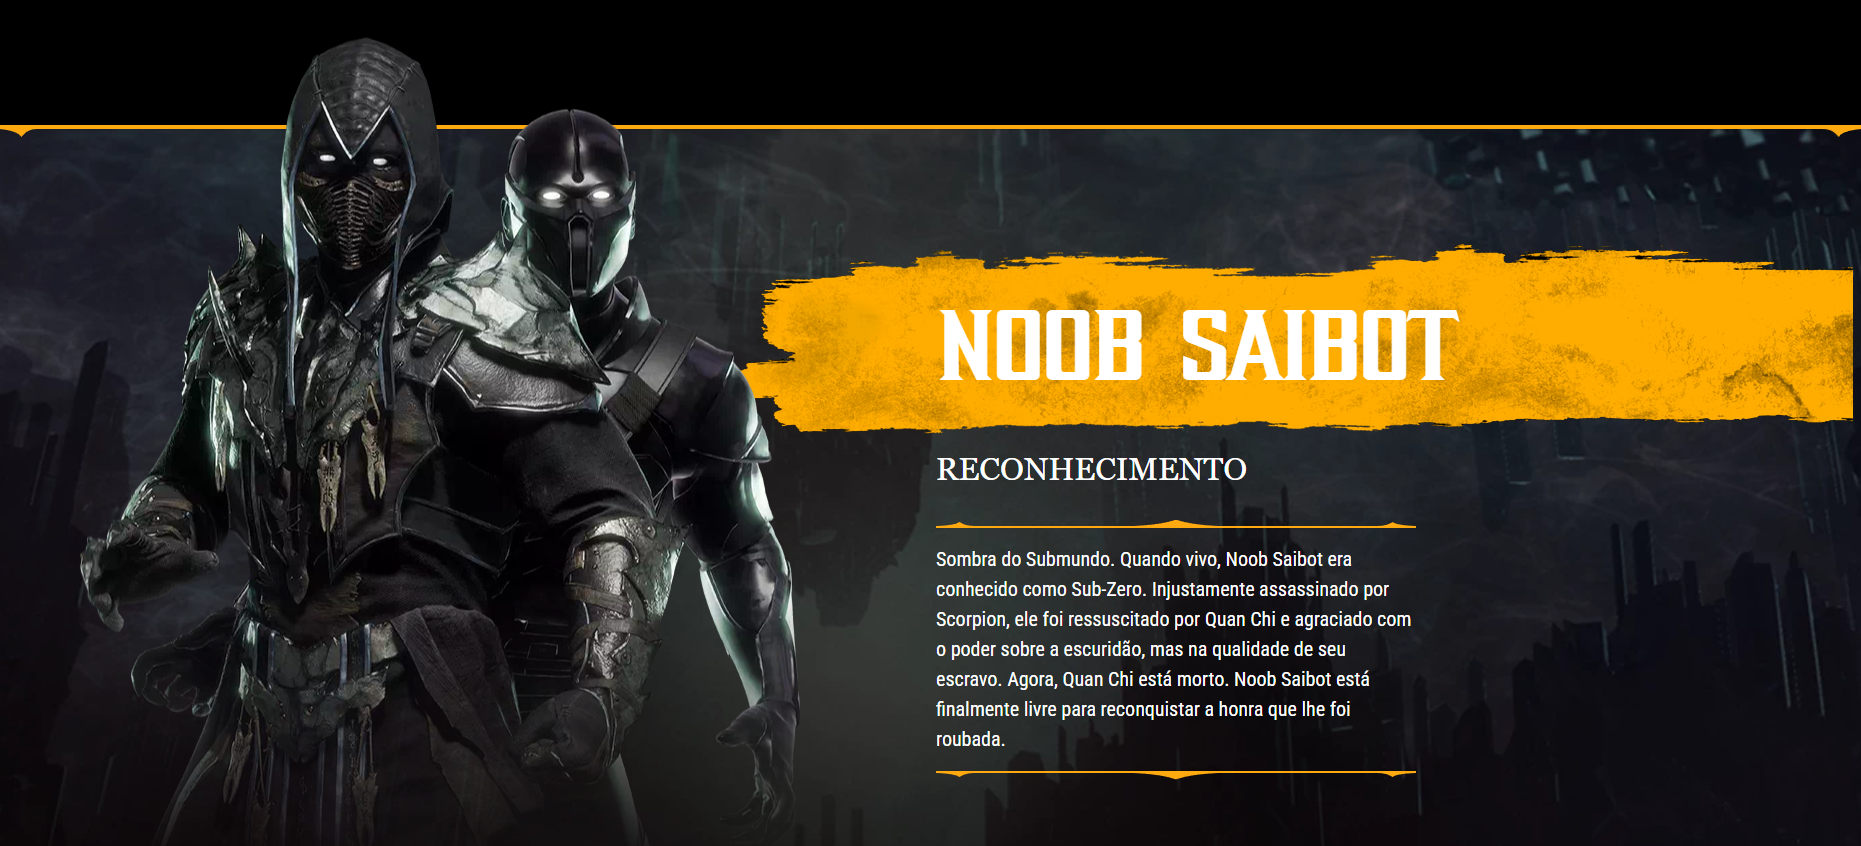 NOOB SAIBOT
RECONHECIMENTO
Sombra do Submundo. Quando vivo, Noob Saibot era
conhecido como Sub-Zero. Injustamente assassinado por
Scorpion, ele foi ressuscitado por Quan Chi e agraciado com
o poder sobre a escuridão, mas na qualidade de seu
escravo. Agora, Quan Chi está morto. Noob Saibot está
finalmente livre para reconquistar a honra que lhe foi
roubada.